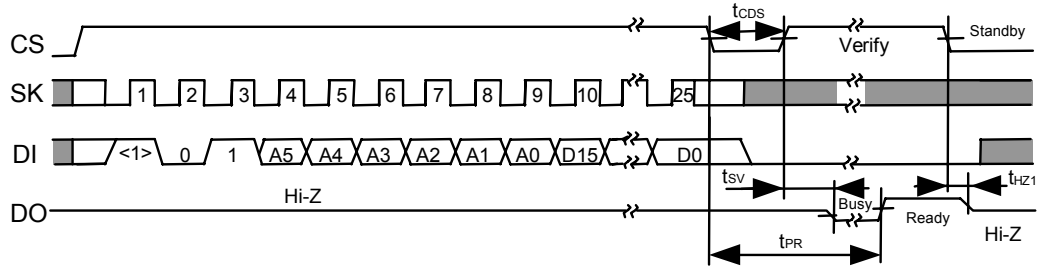 CS tCDS Verify Standby
SK 1 2 3 4 5 6 7 8 9 10 25
DI <1> 0 1 A5 A4 A3 A2 A1 A0 D15 D0
tSV tHZ1
DO Hi-Z Busy Ready Hi-Z
tPR